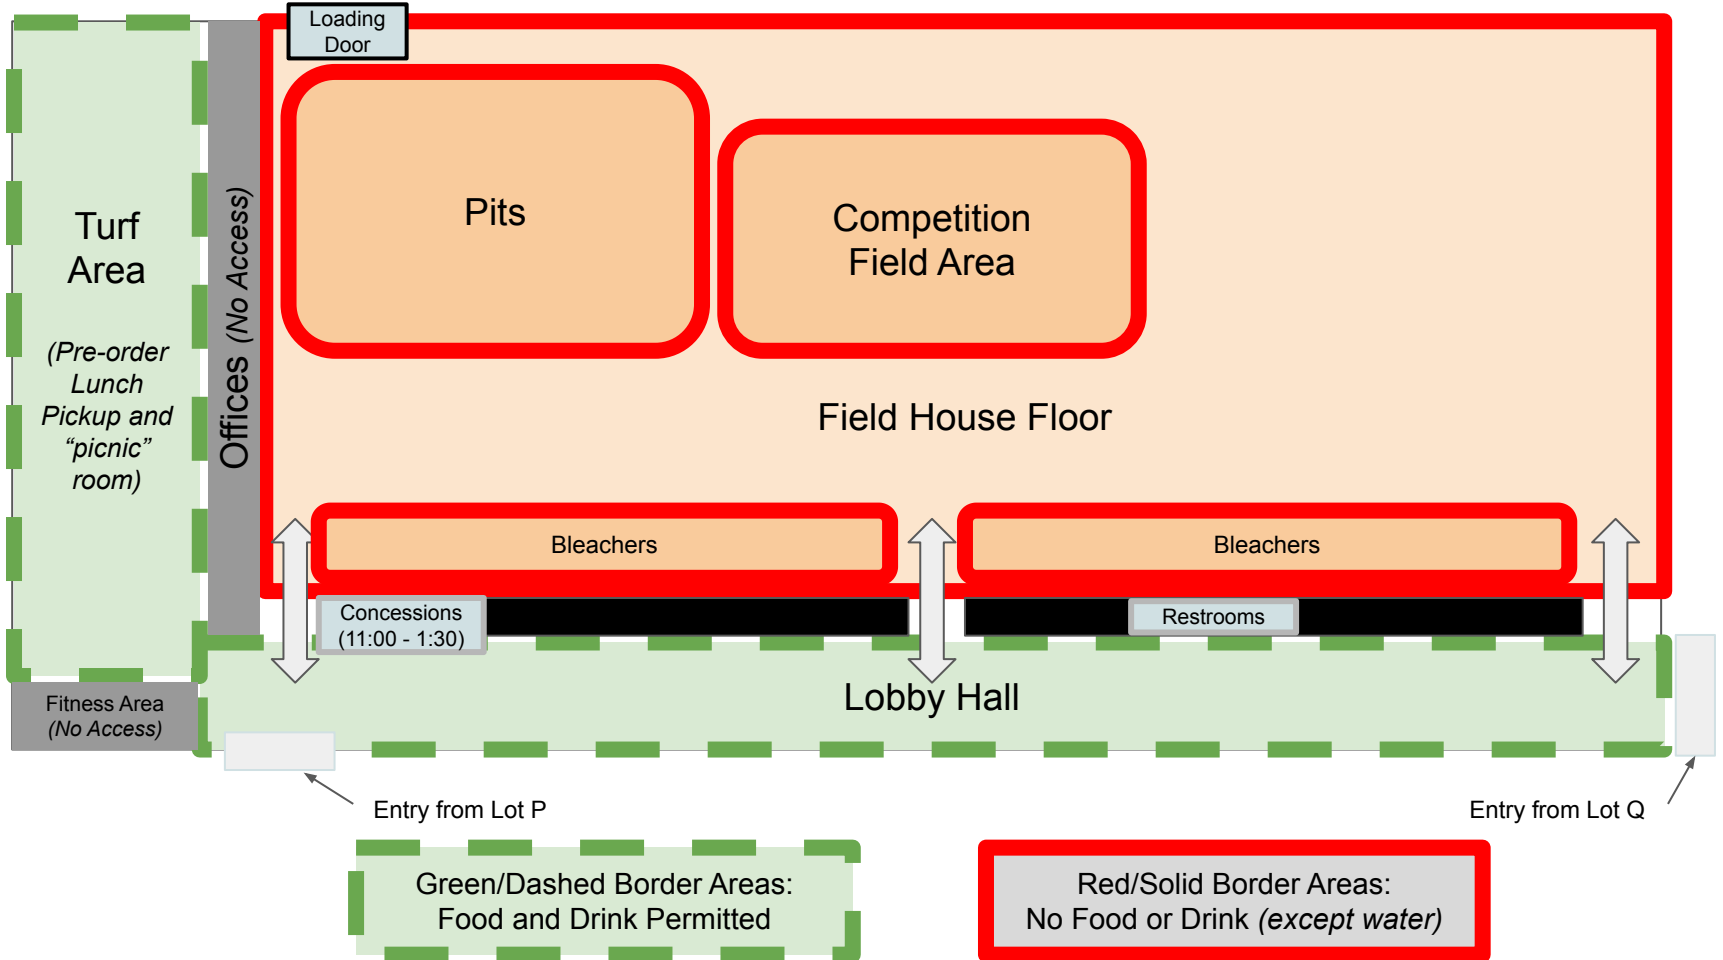 Loading
Door
Turf
Area
(Pre-order
Lunch
Pickup and
“picnic”
room)
Offices (No Access)
Pits
Competition
Field Area
Field House Floor
Bleachers
Bleachers
Concessions
(11:00 - 1:30)
Restrooms
Fitness Area
(No Access)
Lobby Hall
Entry from Lot P
Entry from Lot Q
Green/Dashed Border Areas:
Food and Drink Permitted
Red/Solid Border Areas:
No Food or Drink (except water)